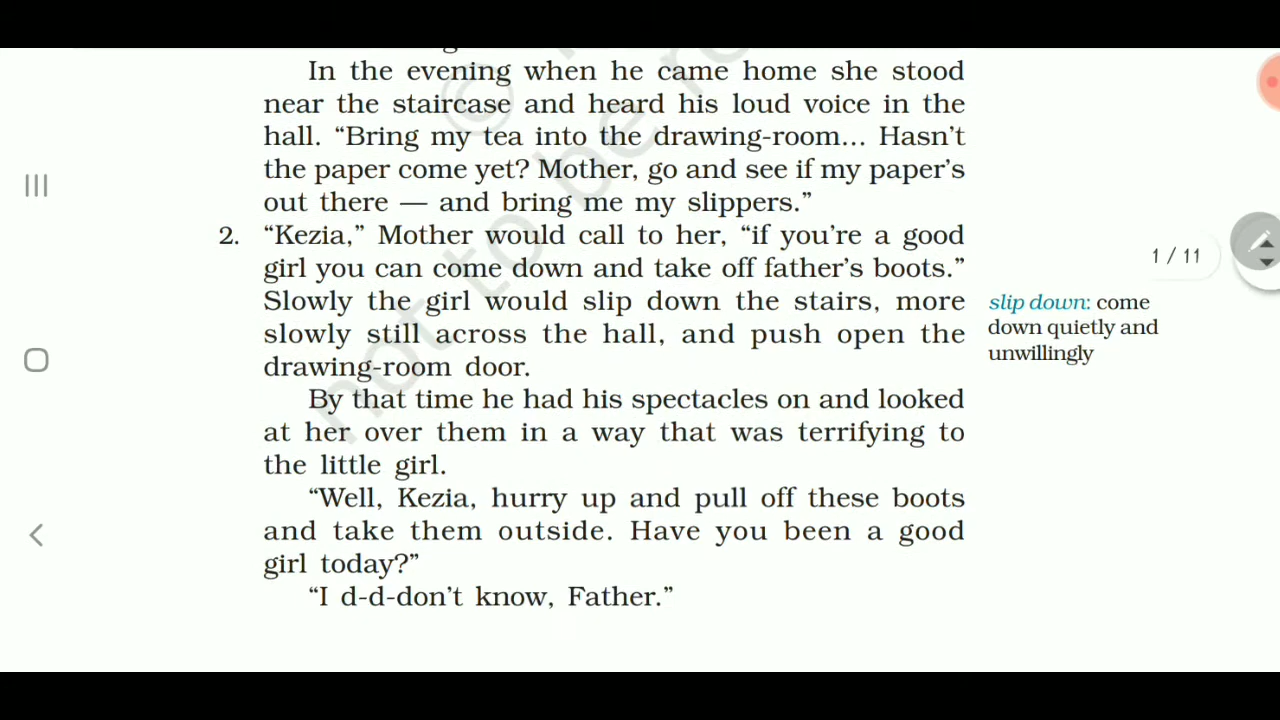 In the evening when he came home she stood
near the staircase and heard his loud voice in the
hall. “Bring my tea into the drawing-room... Hasn’t
the paper come yet? Mother, go and see if my paper’s
out there — and bring me my slippers.”
2. “Kezia,” Mother would call to her, “if you’re a good
girl you can come down and take off father’s boots.”
Slowly the girl would slip down the stairs, more
slowly still across the hall, and push open the
drawing-room door.
By that time he had his spectacles on and looked
at her over them in a way that was terrifying to
the little girl.
“Well, Kezia, hurry up and pull off these boots
and take them outside. Have you been a good
girl today?”
“I d-d-don’t know, Father.”
1 / 11
slip down: come
down quietly and
unwillingly
©
not to be re